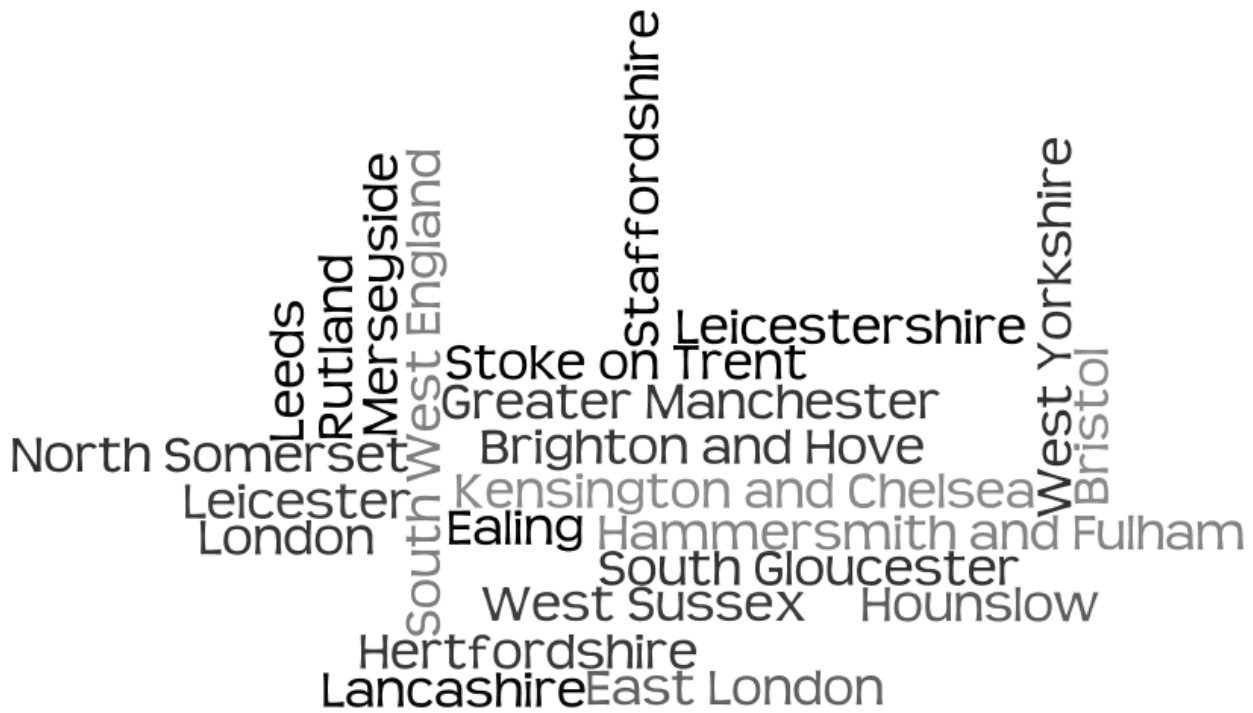 Staffordshire
West Yorkshire
Merseyside
South West England
Rutland
Leeds
Leicestershire
Stoke on Trent
Bristol
Greater Manchester
North Somerset
Brighton and Hove
Leicester
Kensington and Chelsea
London
Ealing
Hammersmith and Fulham
South Gloucester
West Sussex
Hounslow
Hertfordshire
Lancashire
East London